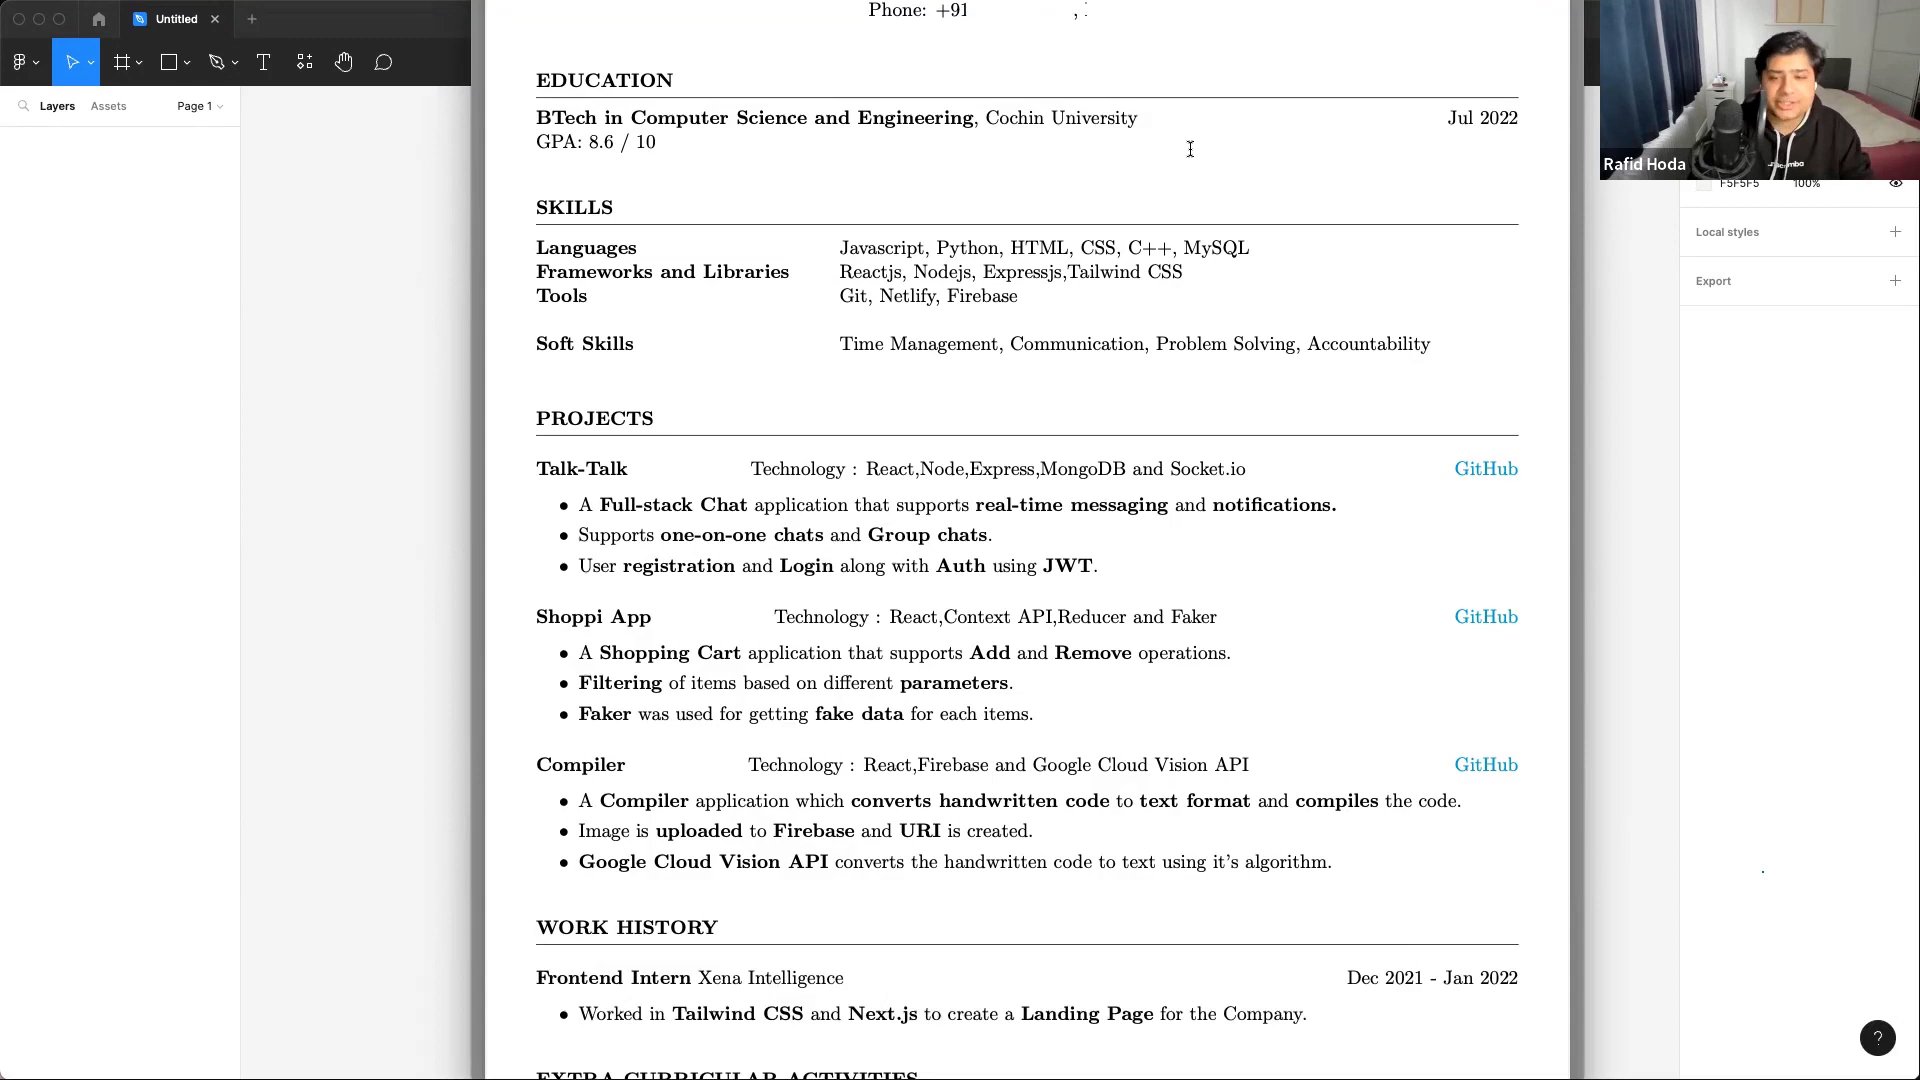 Untitled
Phone: +91 ,
Layers Assets Page 1
Rafid Hoda
F5F5F5 100%
Local styles
Export
EDUCATION
BTech in Computer Science and Engineering, Cochin University Jul 2022
GPA: 8.6 / 10
SKILLS
Languages Javascript, Python, HTML, CSS, C++, MySQL
Frameworks and Libraries Reactjs, Nodejs, Expressjs,Tailwind CSS
Tools Git, Netlify, Firebase
Soft Skills Time Management, Communication, Problem Solving, Accountability
PROJECTS
Talk-Talk Technology : React,Node,Express,MongoDB and Socket.io GitHub
• A Full-stack Chat application that supports real-time messaging and notifications.
• Supports one-on-one chats and Group chats.
• User registration and Login along with Auth using JWT.
Shoppi App Technology : React,Context API,Reducer and Faker GitHub
• A Shopping Cart application that supports Add and Remove operations.
• Filtering of items based on different parameters.
• Faker was used for getting fake data for each items.
Compiler Technology : React,Firebase and Google Cloud Vision API GitHub
• A Compiler application which converts handwritten code to text format and compiles the code.
• Image is uploaded to Firebase and URI is created.
• Google Cloud Vision API converts the handwritten code to text using it's algorithm.
WORK HISTORY
Frontend Intern Xena Intelligence Dec 2021 - Jan 2022
• Worked in Tailwind CSS and Next.js to create a Landing Page for the Company.
EXTRA CURRICULAR ACTIVITIES
?